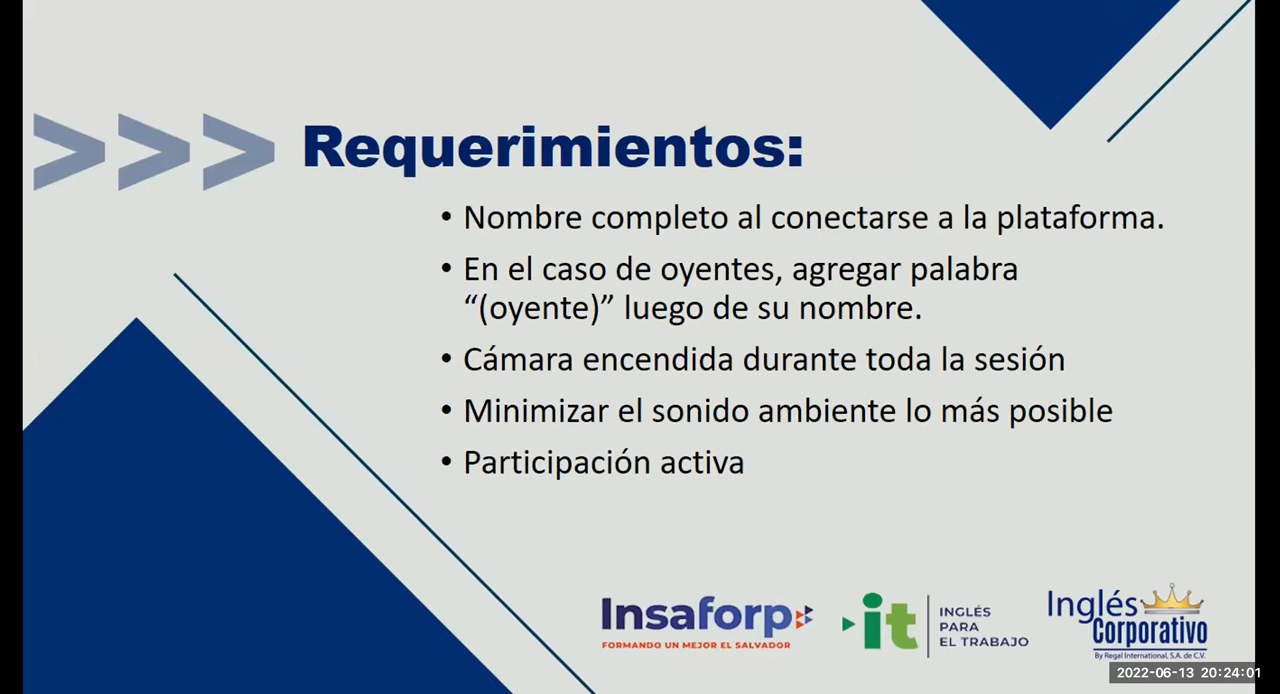 >>> Requerimientos:
• Nombre completo al conectarse a la plataforma.
• En el caso de oyentes, agregar palabra
“(oyente)” luego de su nombre.
• Cámara encendida durante toda la sesión
• Minimizar el sonido ambiente lo más posible
• Participación activa
Insaforp
FORMANDO UN MEJOR EL SALVADOR
it
INGLÉS
PARA
EL TRABAJO
Inglés
Corporativo
By Regal International, S.A. de C.V.
2022-06-13 20:24:01